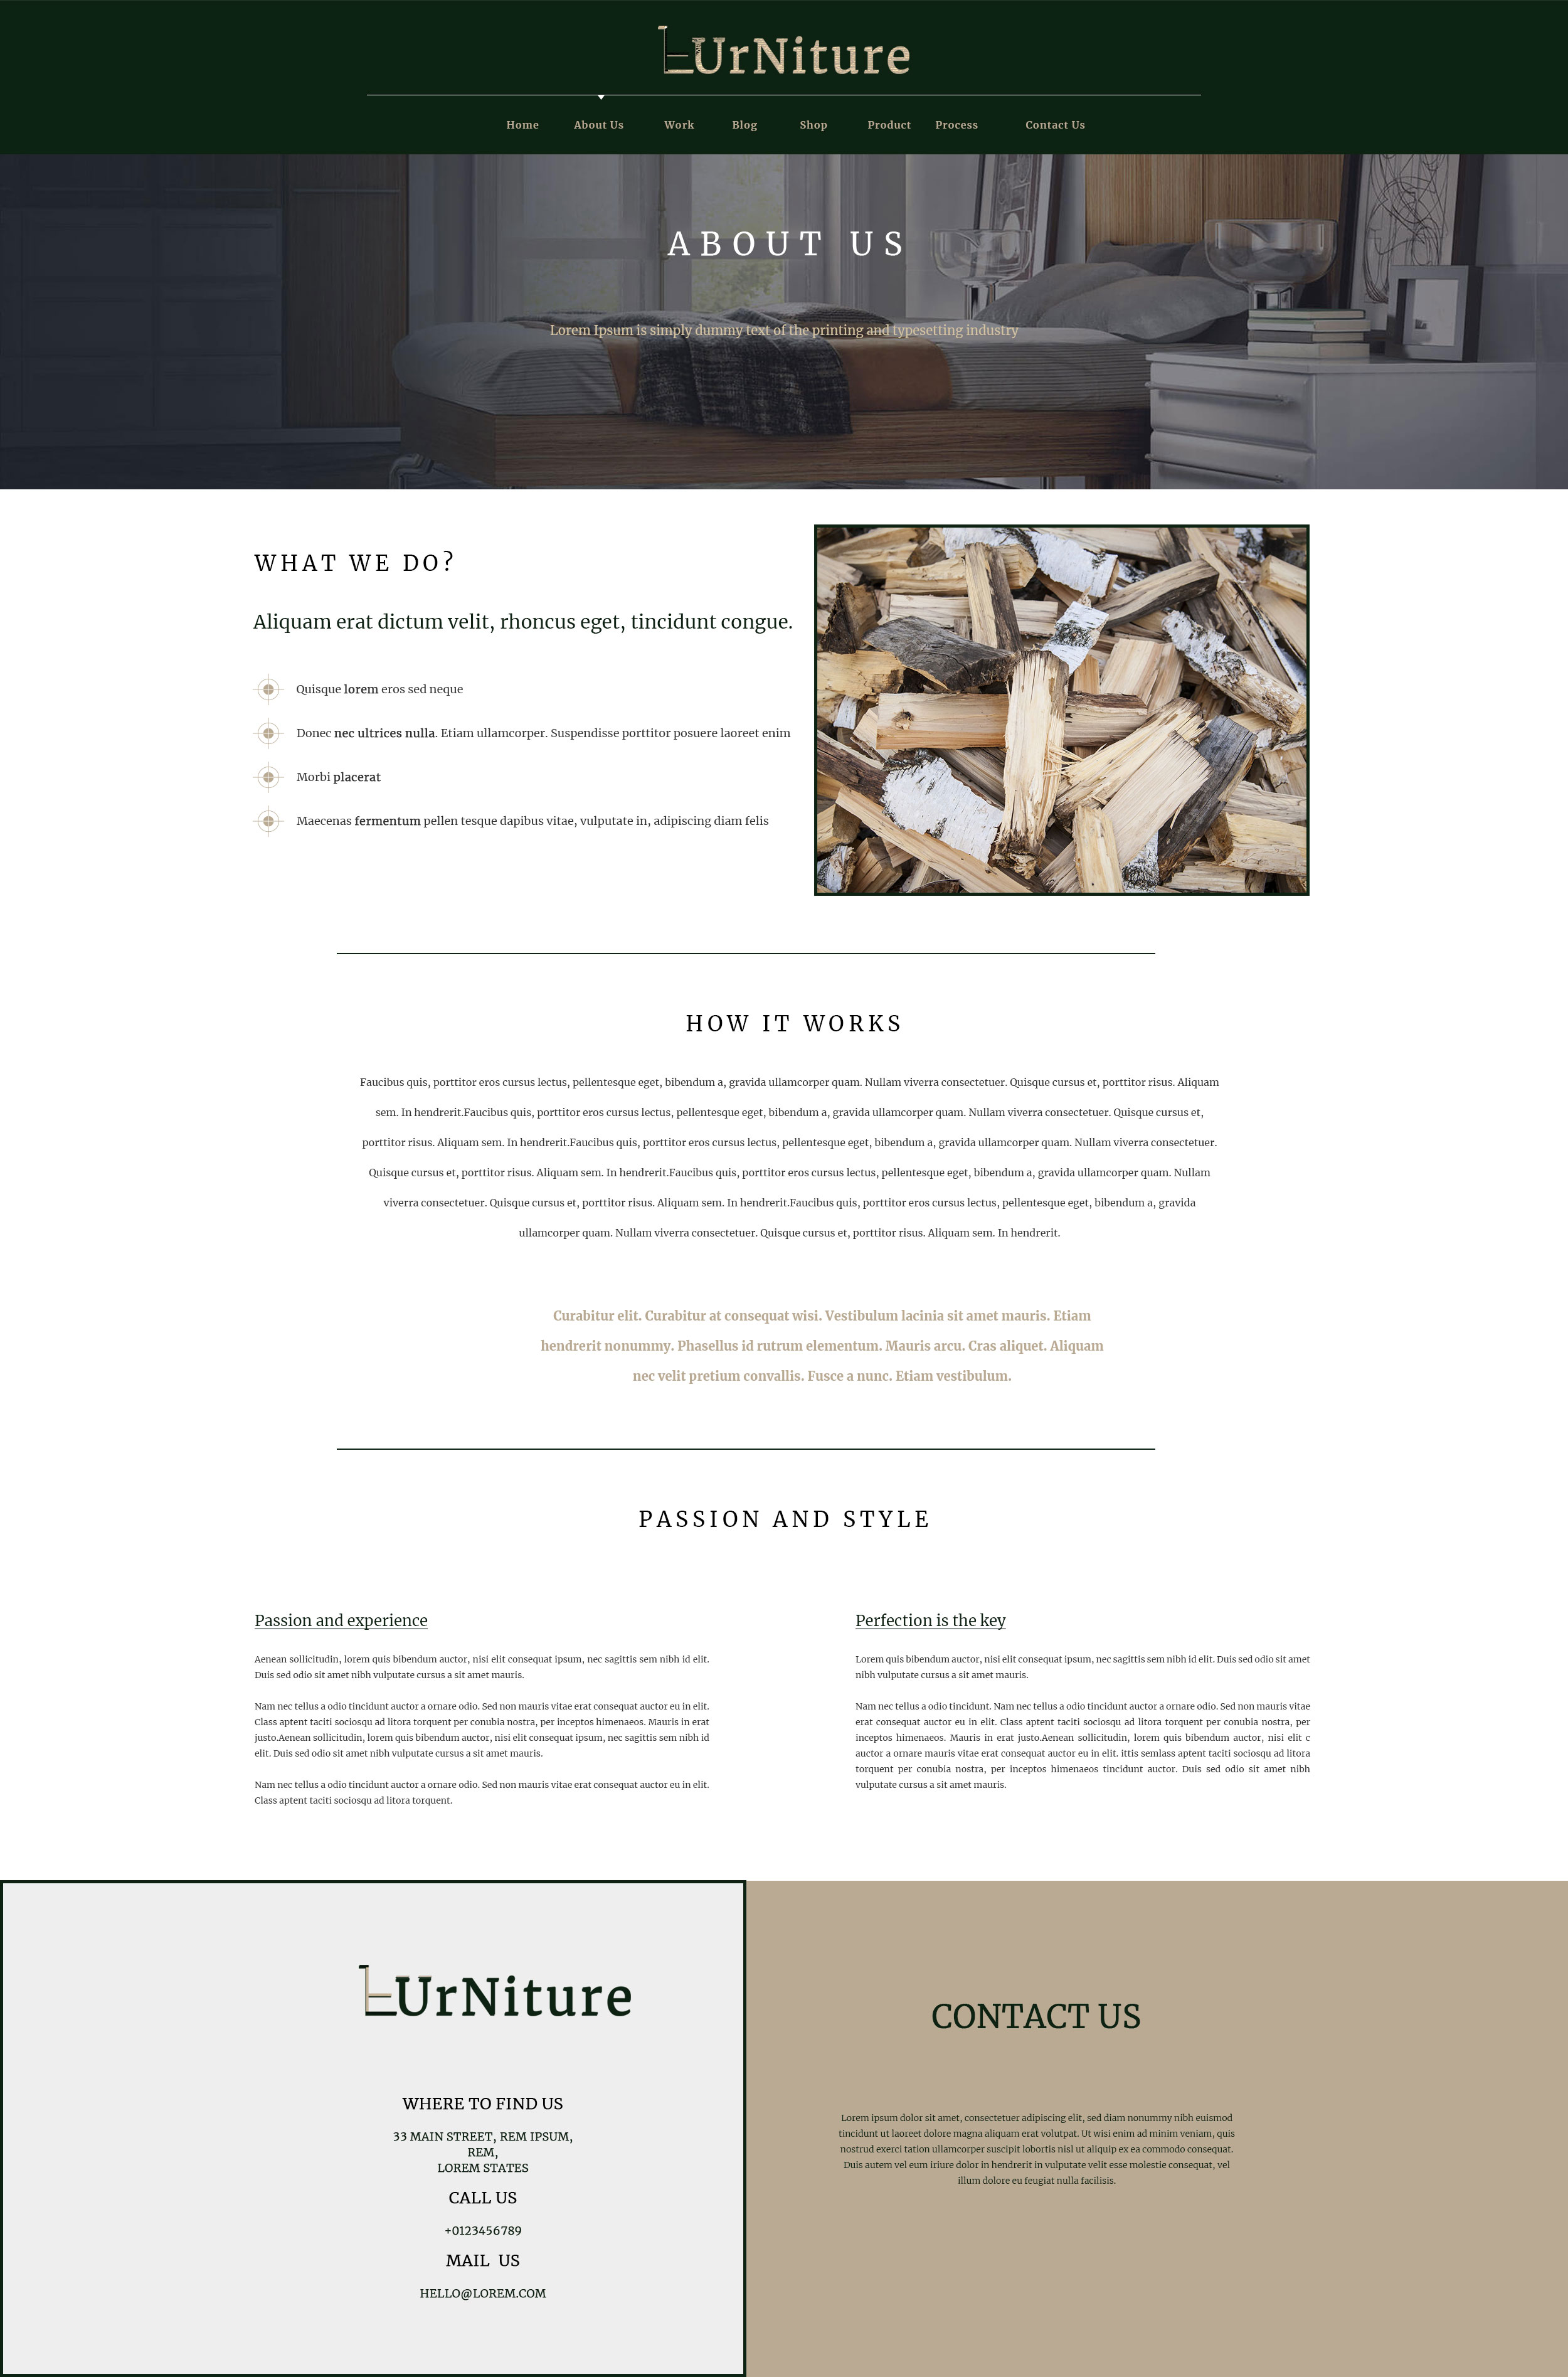 UrNiture
Home About Us Work Blog Shop Product Process Contact Us
ABOUT US
Lorem Ipsum is simply dummy text of the printing and typesetting industry
WHAT WE DO?
Aliquam erat dictum velit, rhoncus eget, tincidunt congue.
Quisque lorem eros sed neque
Donec nec ultrices nulla. Etiam ullamcorper. Suspendisse porttitor posuere laoreet enim
Morbi placerat
Maecenas fermentum pellen tesque dapibus vitae, vulputate in, adipiscing diam felis
HOW IT WORKS
Faucibus quis, porttitor eros cursus lectus, pellentesque eget, bibendum a, gravida ullamcorper quam. Nullam viverra consectetuer. Quisque cursus et, porttitor risus. Aliquam
sem. In hendrerit.Faucibus quis, porttitor eros cursus lectus, pellentesque eget, bibendum a, gravida ullamcorper quam. Nullam viverra consectetuer. Quisque cursus et,
porttitor risus. Aliquam sem. In hendrerit.Faucibus quis, porttitor eros cursus lectus, pellentesque eget, bibendum a, gravida ullamcorper quam. Nullam viverra consectetuer.
Quisque cursus et, porttitor risus. Aliquam sem. In hendrerit.Faucibus quis, porttitor eros cursus lectus, pellentesque eget, bibendum a, gravida ullamcorper quam. Nullam
viverra consectetuer. Quisque cursus et, porttitor risus. Aliquam sem. In hendrerit.Faucibus quis, porttitor eros cursus lectus, pellentesque eget, bibendum a, gravida
ullamcorper quam. Nullam viverra consectetuer. Quisque cursus et, porttitor risus. Aliquam sem. In hendrerit.
Curabitur elit. Curabitur at consequat wisi. Vestibulum lacinia sit amet mauris. Etiam
hendrerit nonummy. Phasellus id rutrum elementum. Mauris arcu. Cras aliquet. Aliquam
nec velit pretium convallis. Fusce a nunc. Etiam vestibulum.
PASSION AND STYLE
Passion and experience
Aenean sollicitudin, lorem quis bibendum auctor, nisi elit consequat ipsum, nec sagittis sem nibh id elit.
Duis sed odio sit amet nibh vulputate cursus a sit amet mauris.
Nam nec tellus a odio tincidunt auctor a ornare odio. Sed non mauris vitae erat consequat auctor eu in elit.
Class aptent taciti sociosqu ad litora torquent per conubia nostra, per inceptos himenaeos. Mauris in erat
justo.Aenean sollicitudin, lorem quis bibendum auctor, nisi elit consequat ipsum, nec sagittis sem nibh id
elit. Duis sed odio sit amet nibh vulputate cursus a sit amet mauris.
Nam nec tellus a odio tincidunt auctor a ornare odio. Sed non mauris vitae erat consequat auctor eu in elit.
Class aptent taciti sociosqu ad litora torquent.
Perfection is the key
Lorem quis bibendum auctor, nisi elit consequat ipsum, nec sagittis sem nibh id elit. Duis sed odio sit amet
nibh vulputate cursus a sit amet mauris.
Nam nec tellus a odio tincidunt. Nam nec tellus a odio tincidunt auctor a ornare odio. Sed non mauris vitae
erat consequat auctor eu in elit. Class aptent taciti sociosqu ad litora torquent per conubia nostra, per
inceptos himenaeos. Mauris in erat justo.Aenean sollicitudin, lorem quis bibendum auctor, nisi elit c
auctor a ornare mauris vitae erat consequat auctor eu in elit. ittis semlass aptent taciti sociosqu ad litora
torquent per conubia nostra, per inceptos himenaeos tincidunt auctor. Duis sed odio sit amet nibh
vulputate cursus a sit amet mauris.
UrNiture
WHERE TO FIND US
33 MAIN STREET, REM IPSUM,
REM,
LOREM STATES
CALL US
+0123456789
MAIL US
HELLO@LOREM.COM
CONTACT US
Lorem ipsum dolor sit amet, consectetuer adipiscing elit, sed diam nonummy nibh euismod
tincidunt ut laoreet dolore magna aliquam erat volutpat. Ut wisi enim ad minim veniam, quis
nostrud exerci tation ullamcorper suscipit lobortis nisl ut aliquip ex ea commodo consequat.
Duis autem vel eum iriure dolor in hendrerit in vulputate velit esse molestie consequat, vel
illum dolore eu feugiat nulla facilisis.